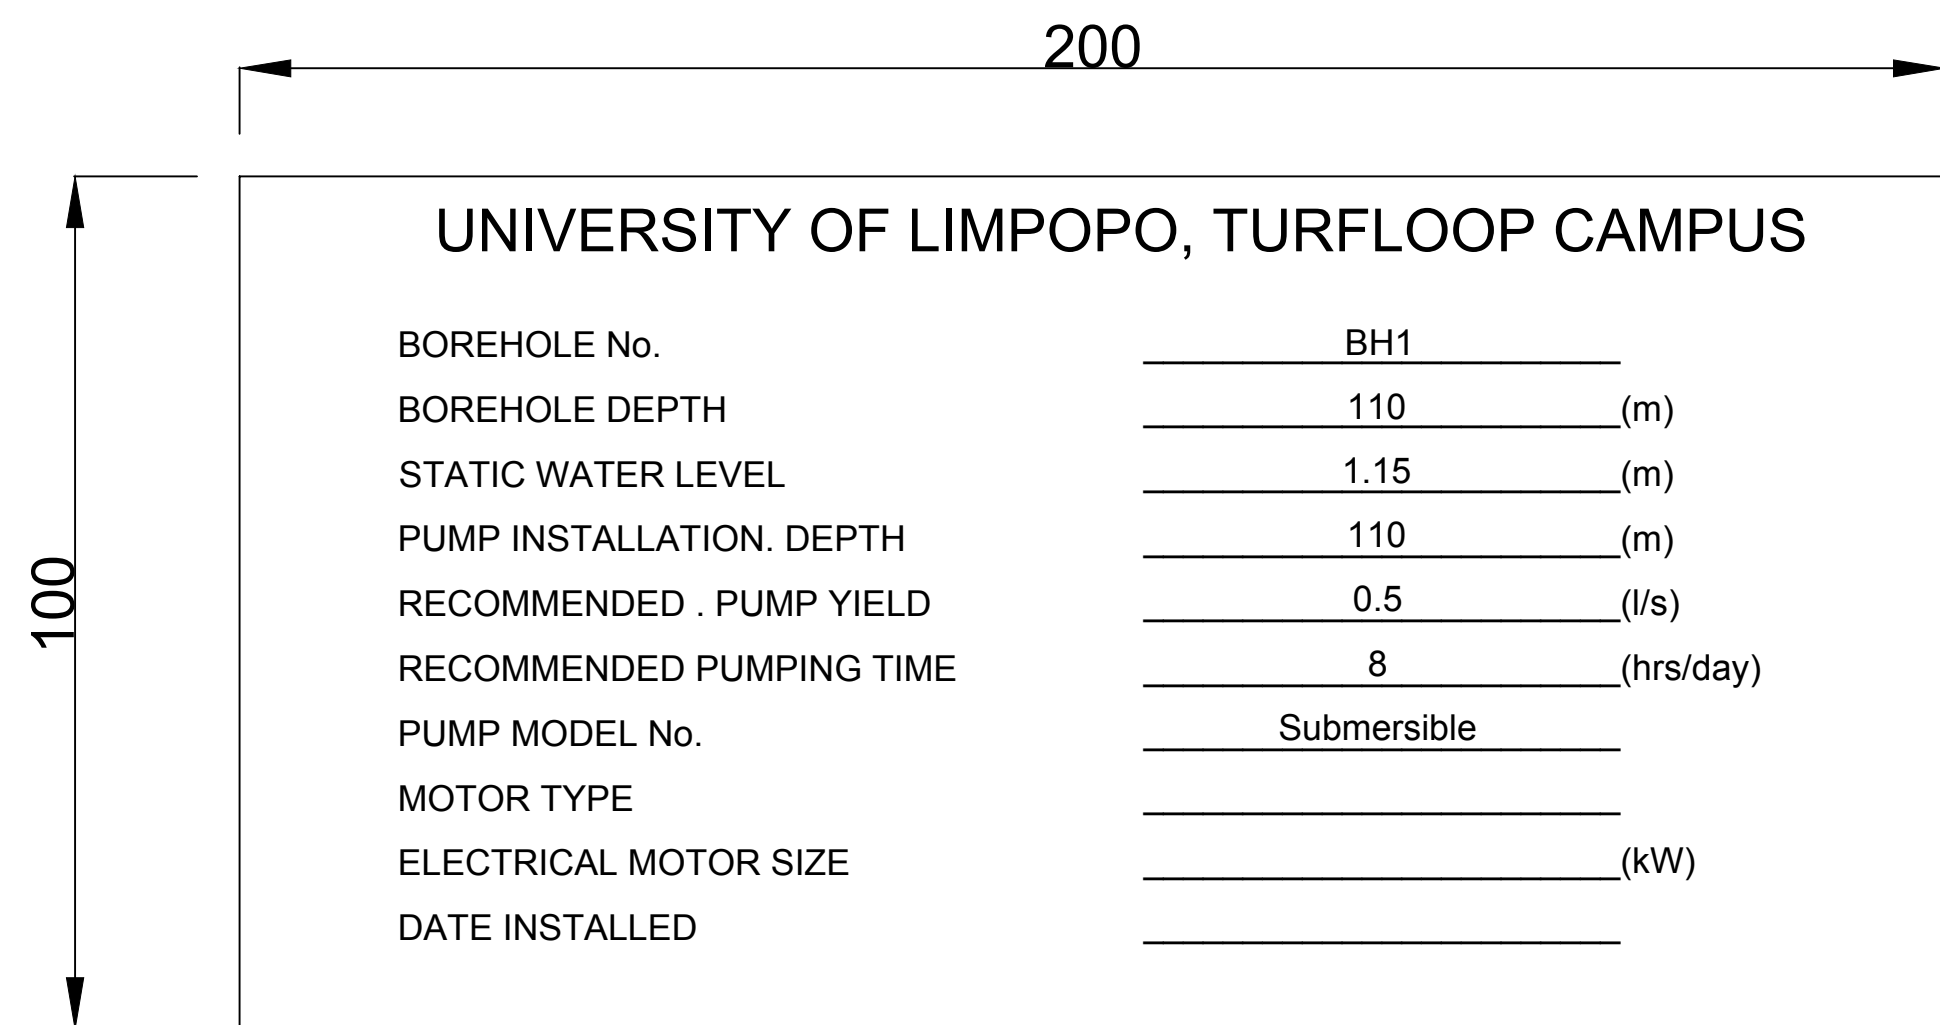 200
UNIVERSITY OF LIMPOPO, TURFLOOP CAMPUS
BOREHOLE No. BH1
BOREHOLE DEPTH 110 (m)
STATIC WATER LEVEL 1.15 (m)
PUMP INSTALLATION. DEPTH 110 (m)
100
RECOMMENDED . PUMP YIELD 0.5 (l/s)
RECOMMENDED PUMPING TIME 8 (hrs/day)
PUMP MODEL No. Submersible
MOTOR TYPE
ELECTRICAL MOTOR SIZE (kW)
DATE INSTALLED